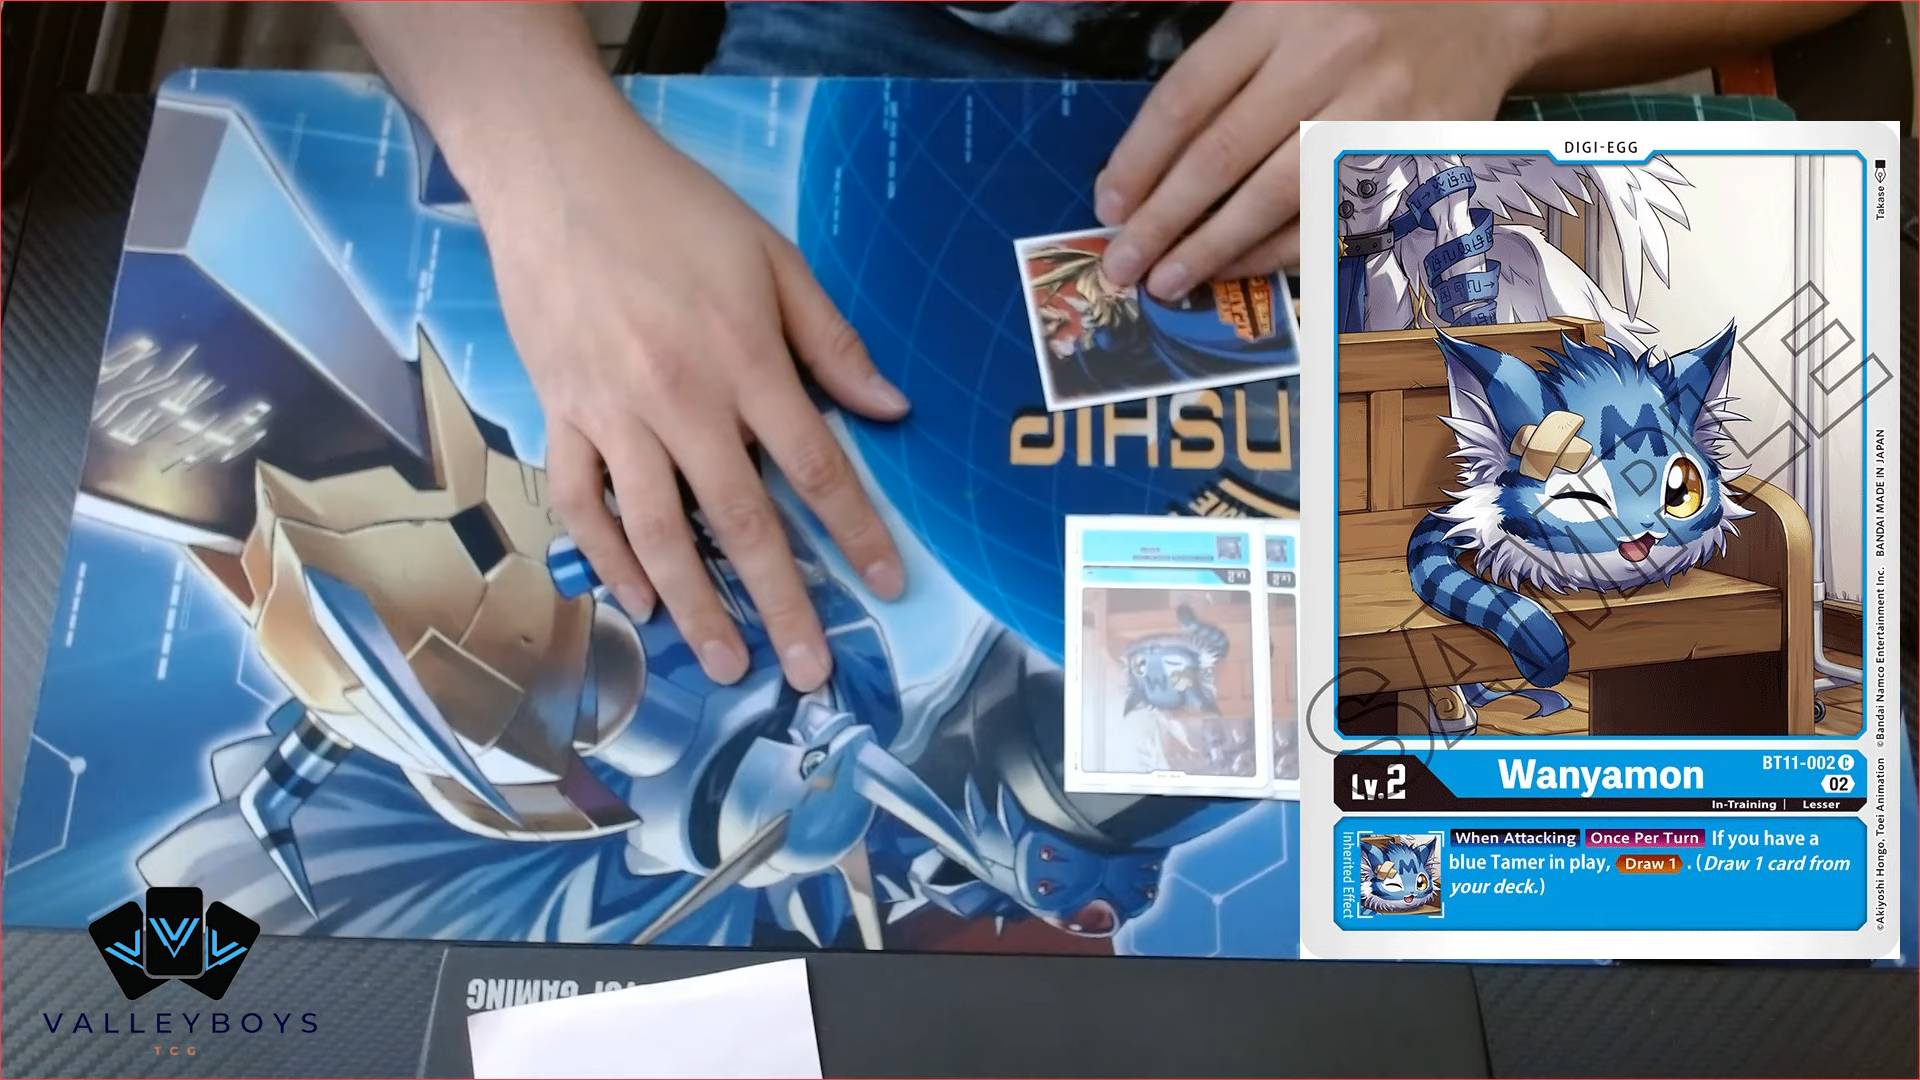 DIGI-EGG
Takase
SAMPLE
©Akiyoshi Hongo, Toei Animation ©Bandai Namco Entertainment Inc. BANDAI MADE IN JAPAN
Lv.2
Wanyamon
BT11-002 C
02
In-Training | Lesser
Inherited Effect
When Attacking Once Per Turn If you have a
blue Tamer in play, Draw 1. (Draw 1 card from
your deck.)
VALLEYBOYS
TCG
GAMING